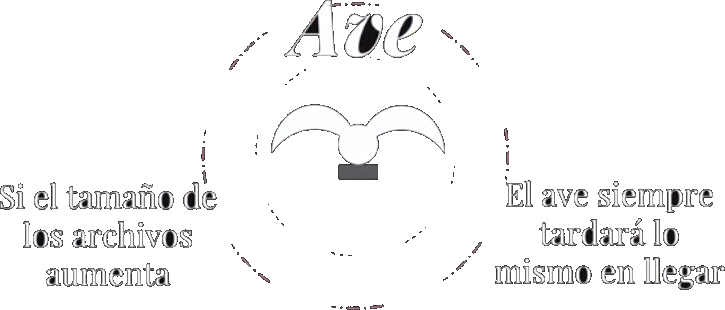 Ave
Si el tamaño de
los archivos
aumenta
El ave siempre
tardará lo
mismo en llegar